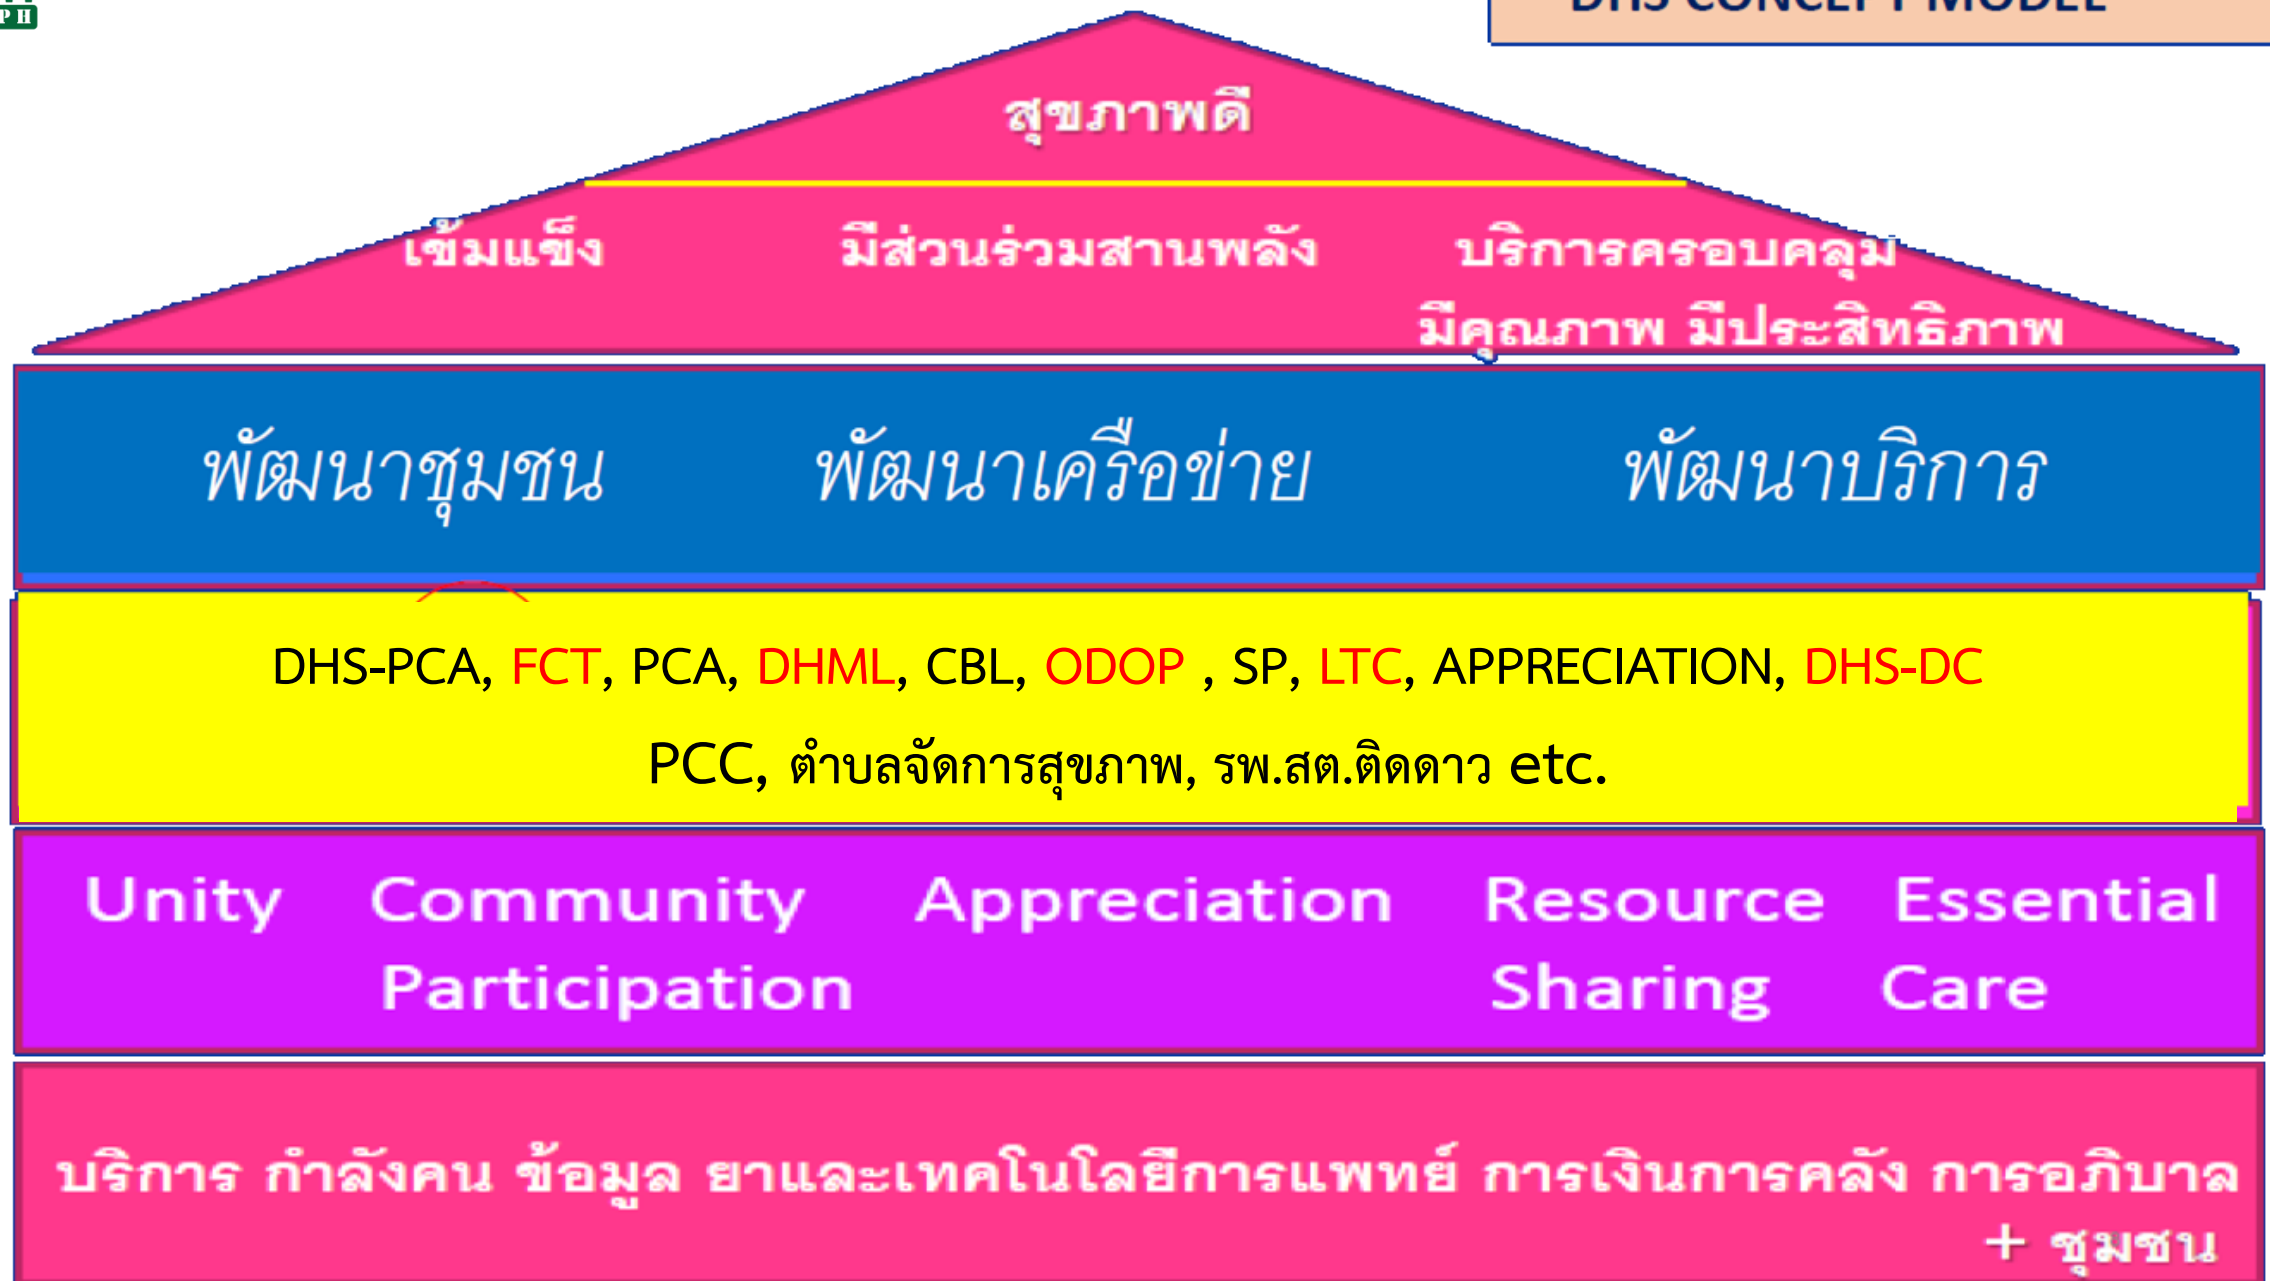 PH
DHS CONCEPT MODEL
สุขภาพดี
เข้มแข็ง มีส่วนร่วมสานพลัง บริการครอบคลุม
มีคุณภาพ มีประสิทธิภาพ
พัฒนาชุมชน พัฒนาเครือข่าย พัฒนาบริการ
DHS-PCA, FCT, PCA, DHML, CBL, ODOP , SP, LTC, APPRECIATION, DHS-DC
PCC, ตำบลจัดการสุขภาพ, รพ.สต.ติดดาว etc.
Unity Community Appreciation Resource Essential
Participation Sharing Care
บริการ กำลังคน ข้อมูล ยาและเทคโนโลยีการแพทย์ การเงินการคลัง การอภิบาล
+ ชุมชน